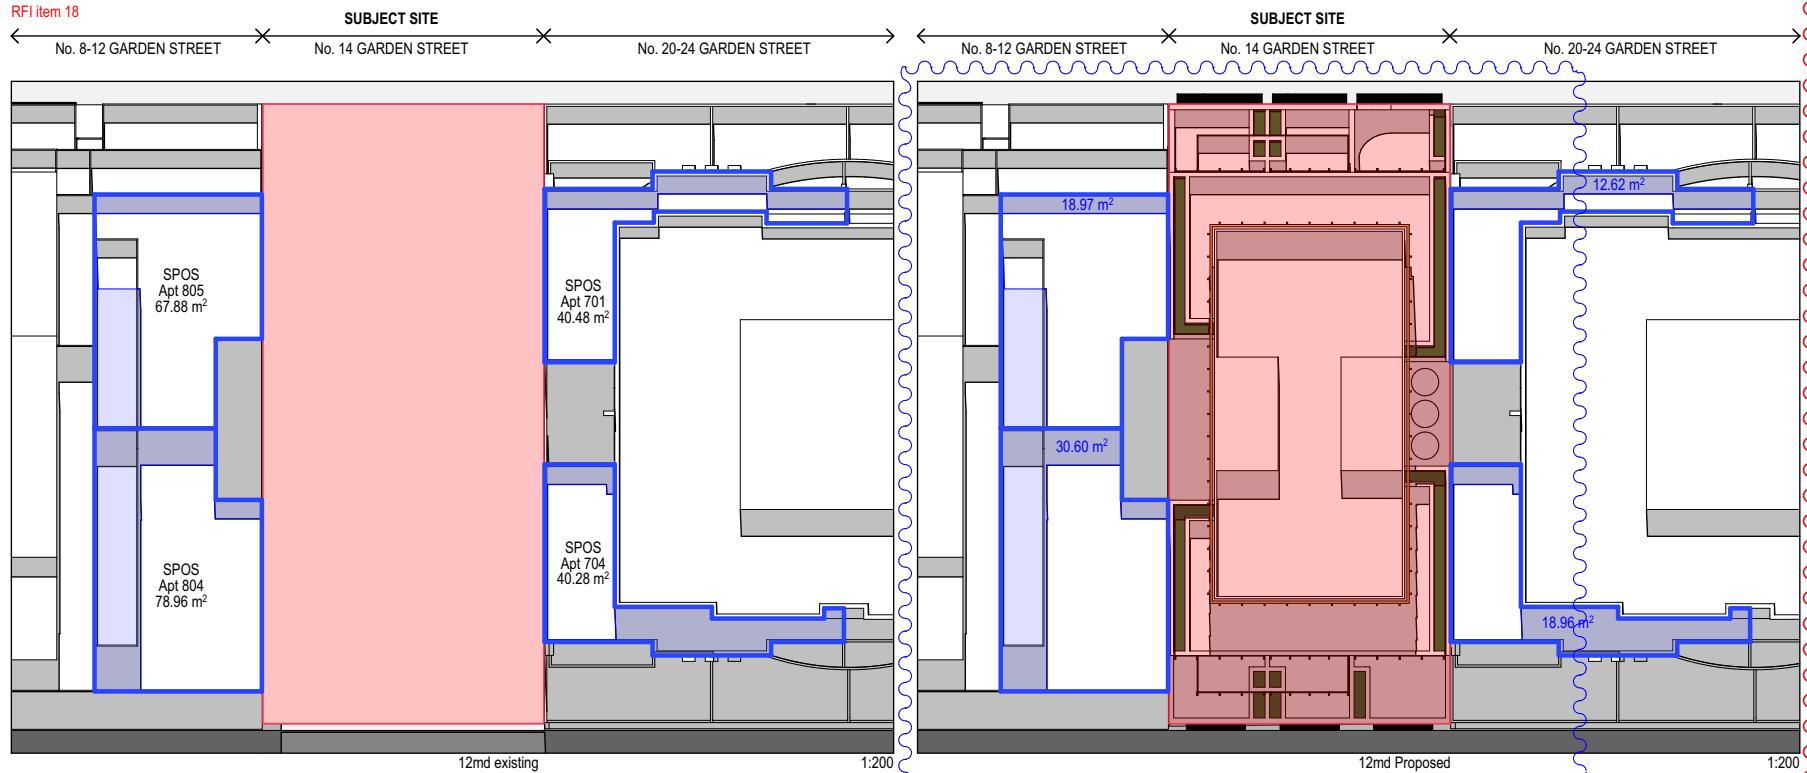 RFI item 18
SUBJECT SITE
No. 8-12 GARDEN STREET
No. 14 GARDEN STREET
No. 20-24 GARDEN STREET
SPOS
Apt 805
67.88 m²
SPOS
Apt 701
40.48 m²
SPOS
Apt 804
78.96 m²
SPOS
Apt 704
40.28 m²
12md existing
1:200
SUBJECT SITE
No. 8-12 GARDEN STREET
No. 14 GARDEN STREET
No. 20-24 GARDEN STREET
12.62 m²
18.97 m²
30.60 m²
18.96 m²
12md Proposed
1:200